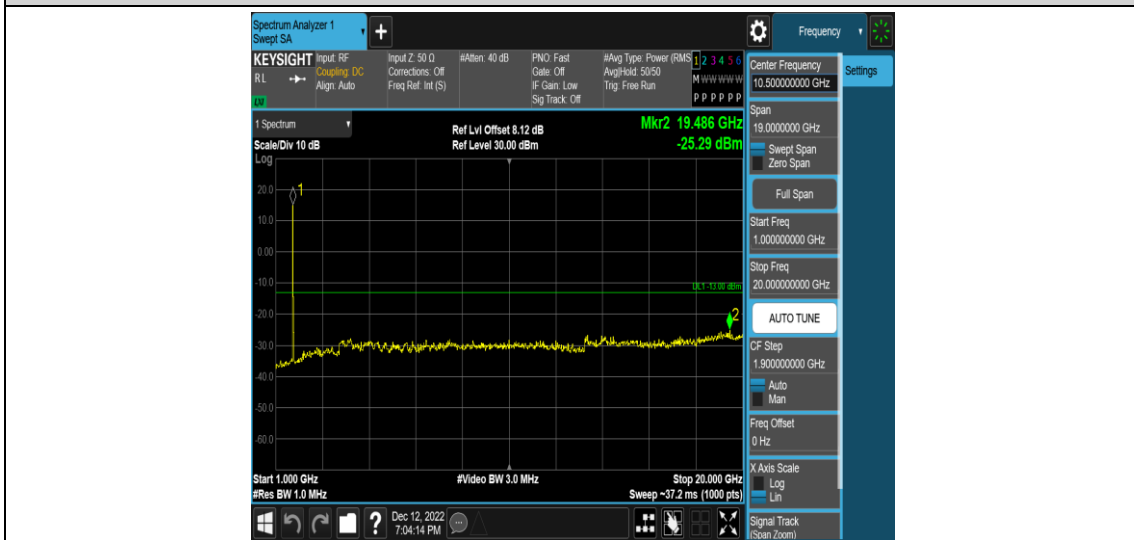 Spectrum Analyzer 1
Swept SA
+
Frequency
KEYSIGHT
RL
LXI
Input: RF
Coupling: DC
Align: Auto
Input Z: 50 Ω
Corrections: Off
Freq Ref: Int (S)
#Atten: 40 dB
PNO: Fast
Gate: Off
IF Gain: Low
Sig Track: Off
#Avg Type: Power (RMS
Avg|Hold: 50/50
Trig: Free Run
1 2 3 4 5 6
M W W W W W
P P P P P P
1 Spectrum
Scale/Div 10 dB
Log
Ref Lvl Offset 8.12 dB
Ref Level 30.00 dBm
Mkr2 19.486 GHz
-25.29 dBm
20.0
10.0
0.00
-10.0
-20.0
-30.0
-40.0
-50.0
-60.0
1
DL1 -13.00 dBm
2
Start 1.000 GHz
#Res BW 1.0 MHz
#Video BW 3.0 MHz
Stop 20.000 GHz
Sweep ~37.2 ms (1000 pts)
Center Frequency
10.500000000 GHz
Settings
Span
19.0000000 GHz
Swept Span
Zero Span
Full Span
Start Freq
1.000000000 GHz
Stop Freq
20.000000000 GHz
AUTO TUNE
CF Step
1.900000000 GHz
Auto
Man
Freq Offset
0 Hz
X Axis Scale
Log
Lin
Signal Track
(Span Zoom)
?
Dec 12, 2022
7:04:14 PM